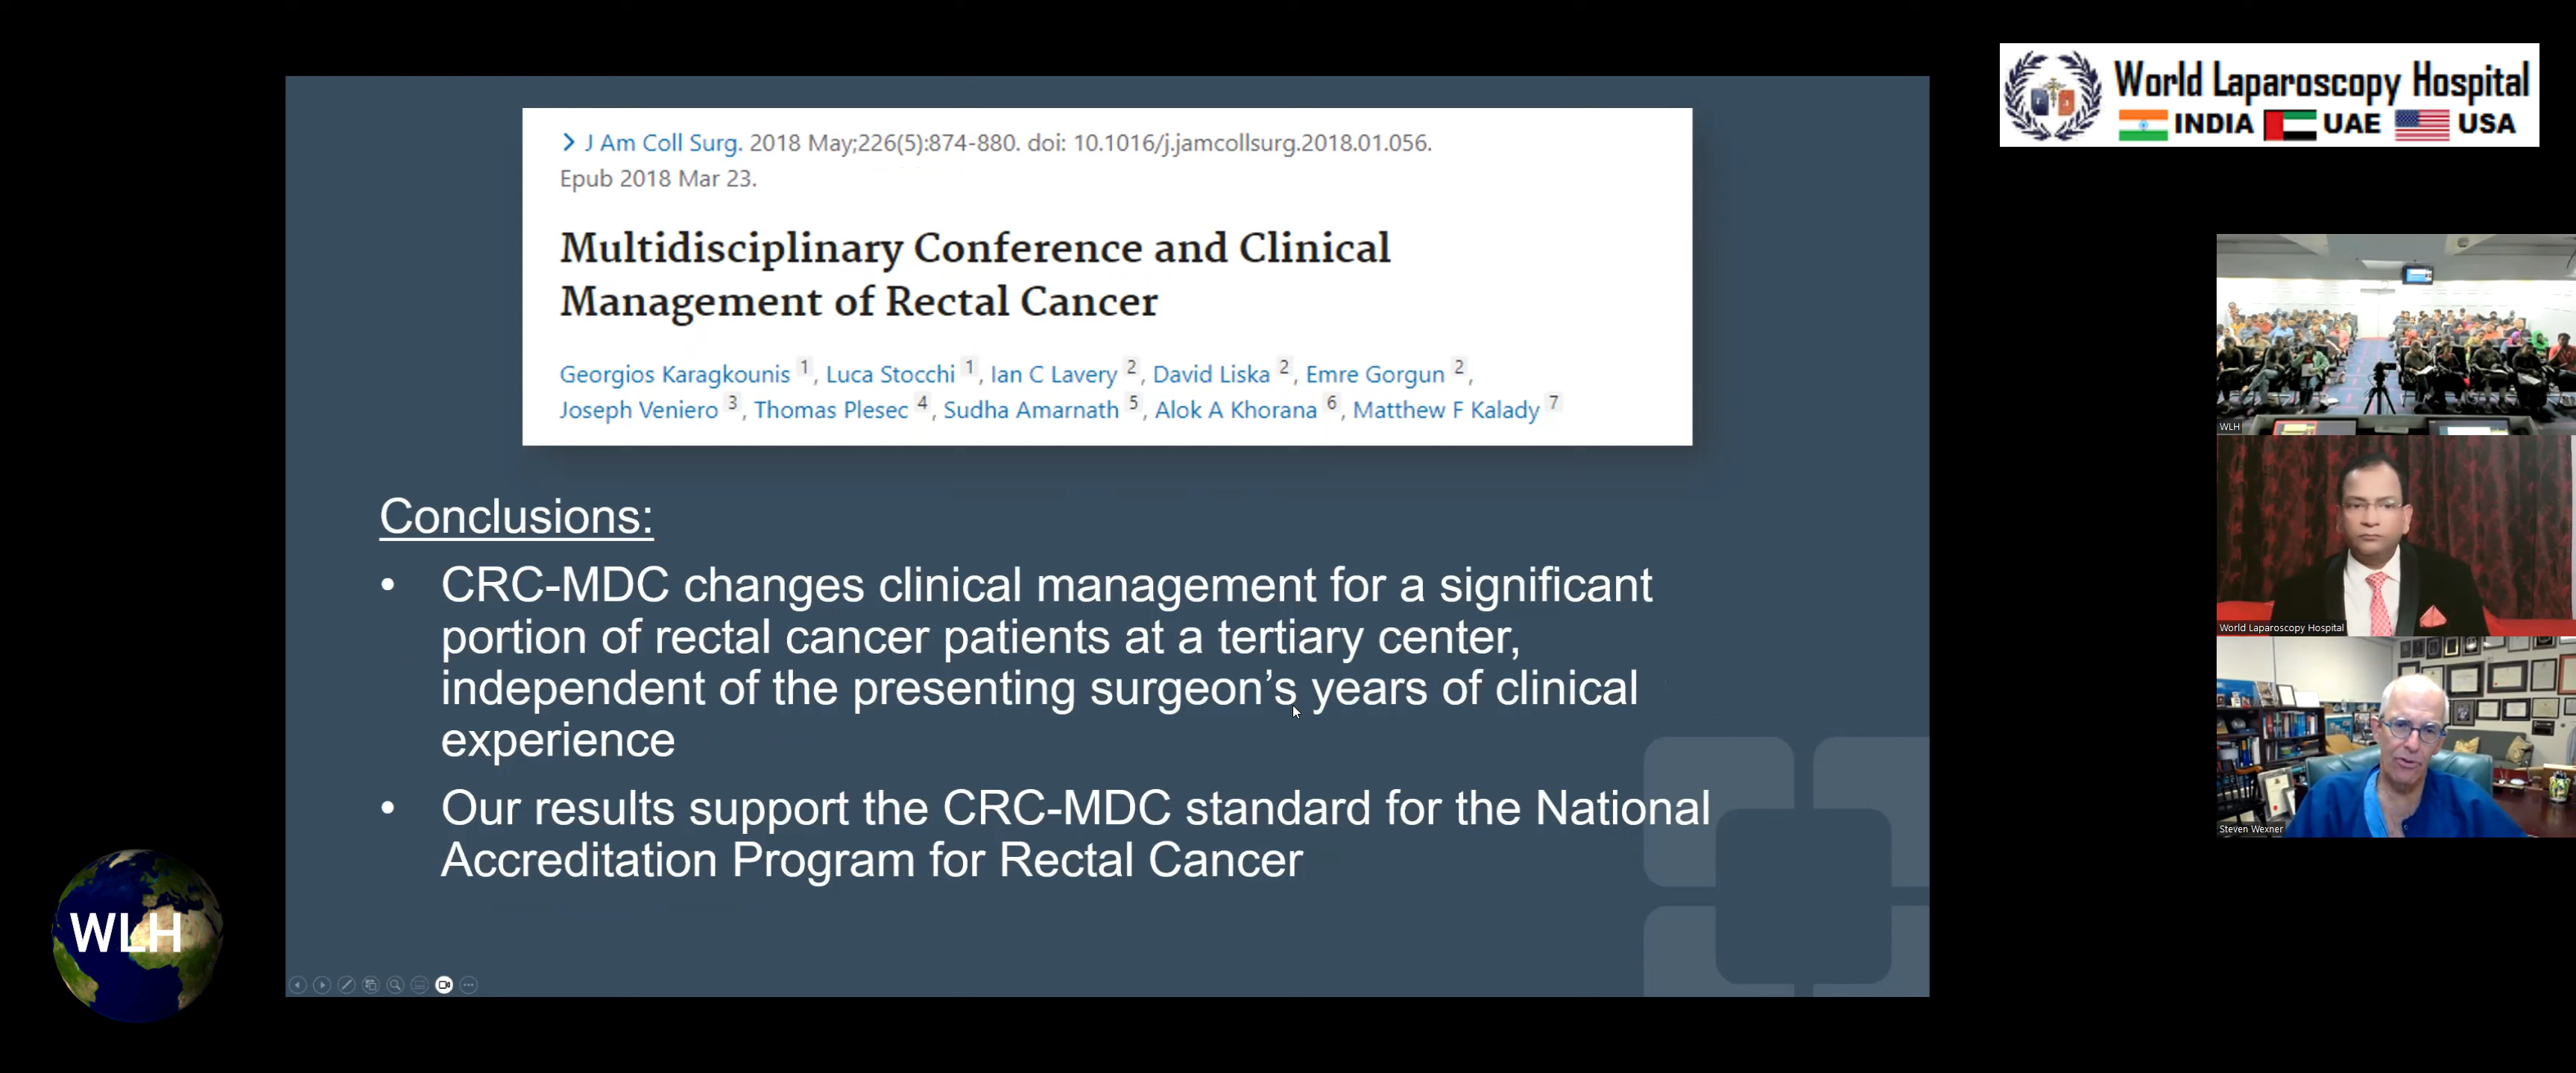 World Laparoscopy Hospital
INDIA UAE USA
> J Am Coll Surg. 2018 May;226(5):874-880. doi: 10.1016/j.jamcollsurg.2018.01.056.
Epub 2018 Mar 23.
Multidisciplinary Conference and Clinical
Management of Rectal Cancer
Georgios Karagkounis 1, Luca Stocchi 1, Ian C Lavery 2, David Liska 2, Emre Gorgun 2,
Joseph Veniero 3, Thomas Plesec 4, Sudha Amarnath 5, Alok A Khorana 6, Matthew F Kalady 7
Conclusions:
• CRC-MDC changes clinical management for a significant
portion of rectal cancer patients at a tertiary center,
independent of the presenting surgeon’s years of clinical
experience
• Our results support the CRC-MDC standard for the National
Accreditation Program for Rectal Cancer
WLH
WLH
World Laparoscopy Hospital
Steven Wexner